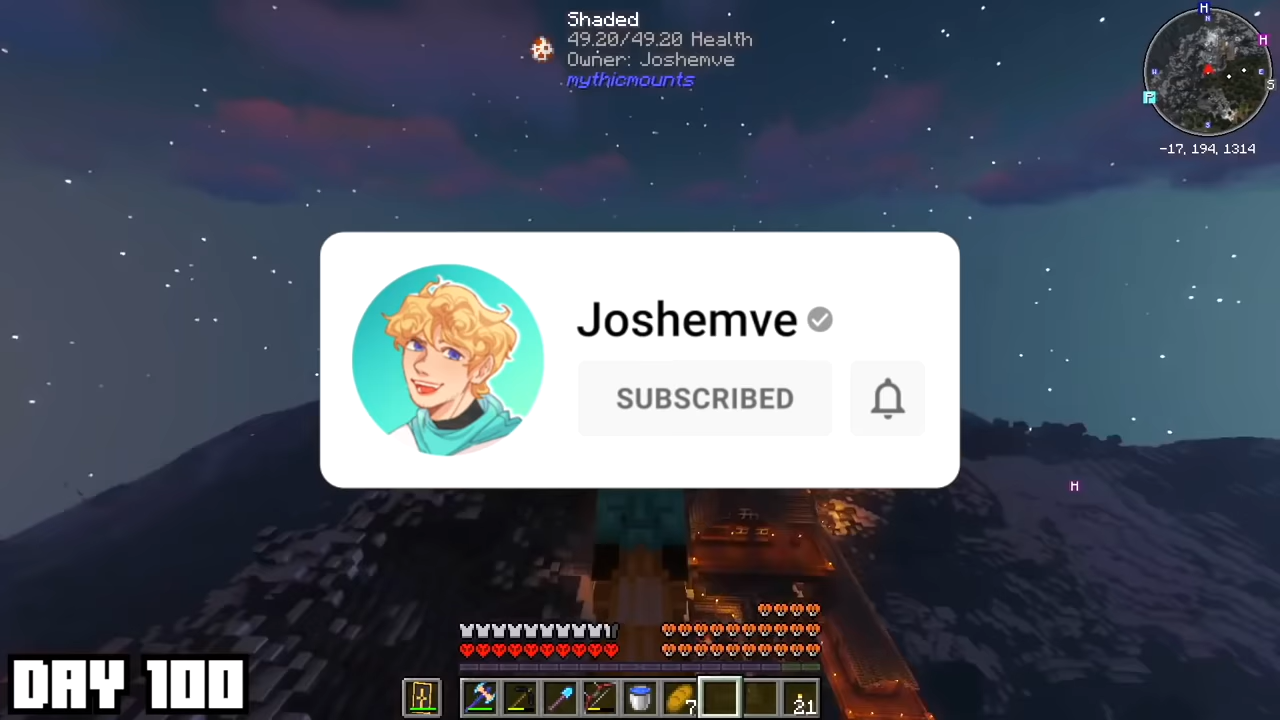 Shaded
49.20/49.20 Health
Owner: Joshemve
mythicmounts
H
N
H
W
E
S
P
S
-17, 194, 1314
Joshemve
SUBSCRIBED
H
DAY 100
7
21